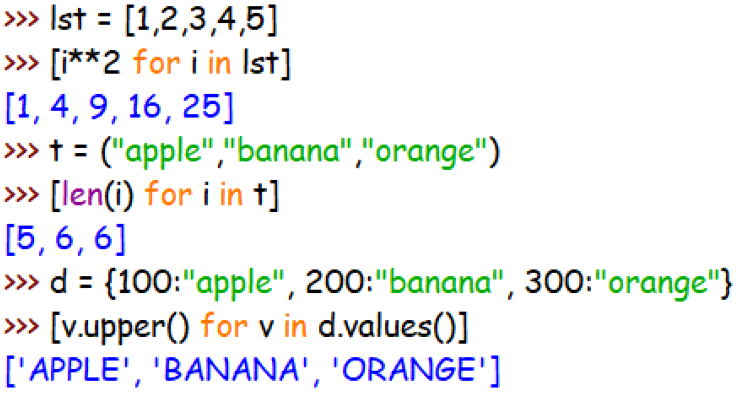 >>> lst = [1,2,3,4,5]
>>> [i**2 for i in lst]
[1, 4, 9, 16, 25]
>>> t = ("apple","banana","orange")
>>> [len(i) for i in t]
[5, 6, 6]
>>> d = {100:"apple", 200:"banana", 300:"orange"}
>>> [v.upper() for v in d.values()]
['APPLE', 'BANANA', 'ORANGE']